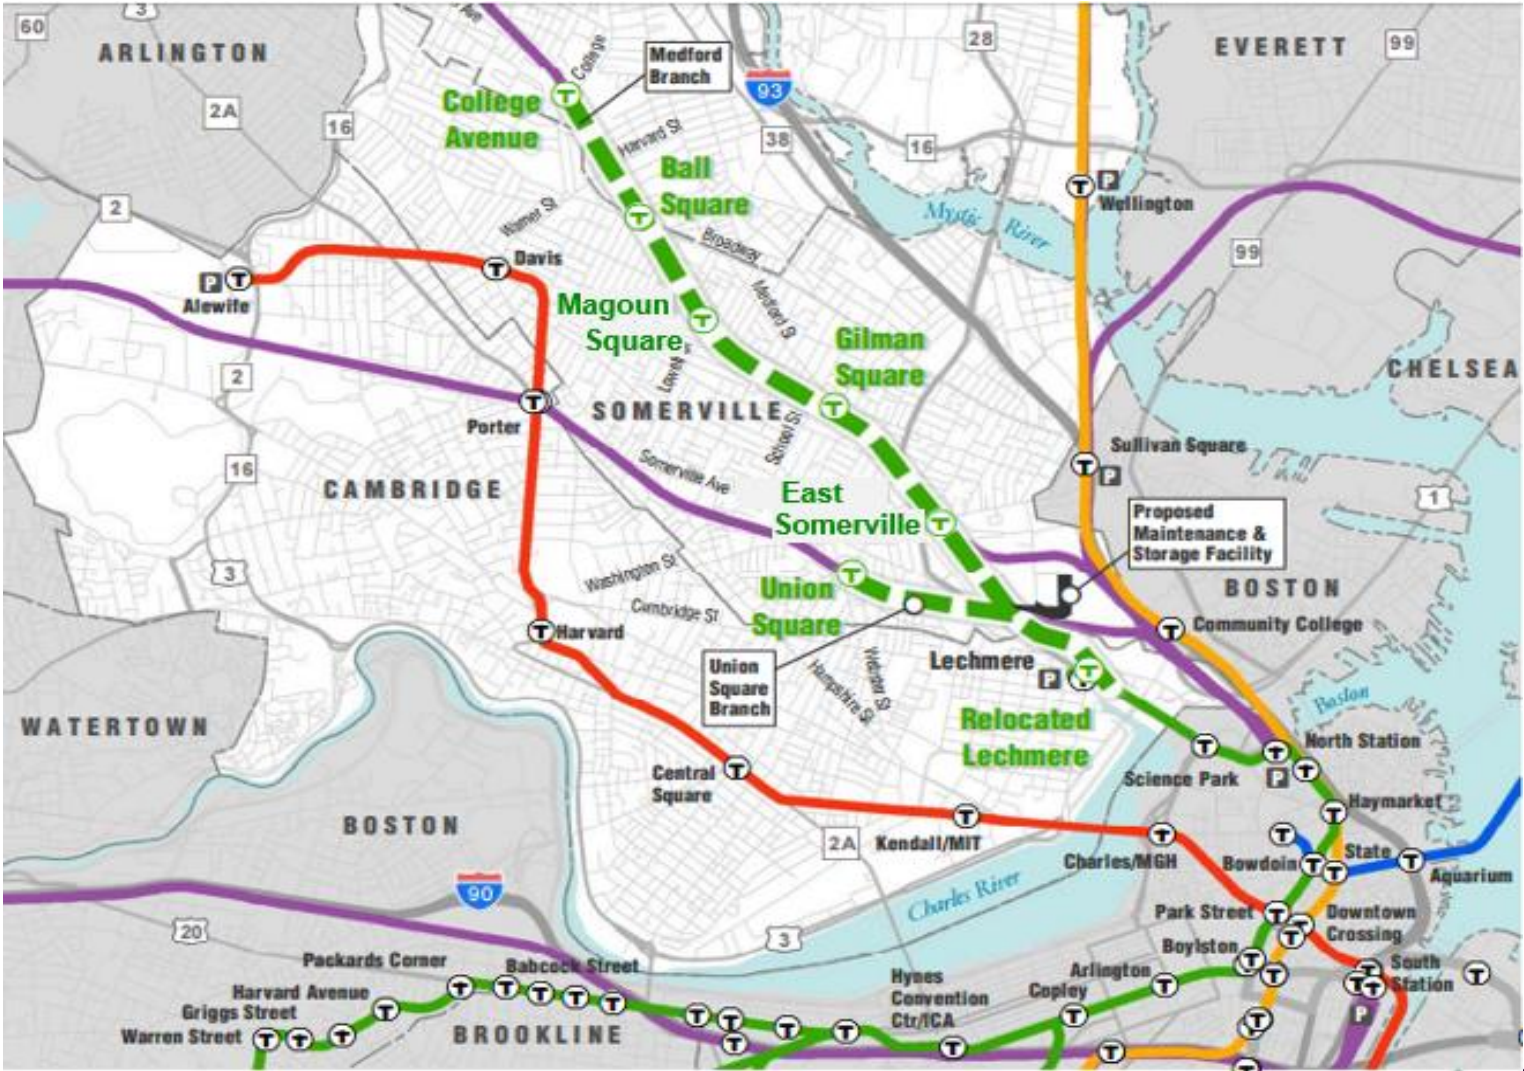 60
3
ARLINGTON
2A
16
College
Medford
Branch
93
28
EVERETT
99
College
Avenue
Harvard St
38
16
Ball
Square
P
Wellington
Mystic River
2
Warner St
Broadway
99
Davis
P
Alewife
Magoun
Square
Medford St
Gilman
Square
CHELSEA
2
SOMERVILLE
Porter
School St
Sullivan Square
P
16
Somerville Ave
CAMBRIDGE
East
Somerville
1
Proposed
Maintenance &
Storage Facility
3
Washington St
Union
Square
BOSTON
Cambridge St
Harvard
Community College
Lechmere
P
Union
Square
Branch
Hampshire St
Webster St
Boston
WATERTOWN
Relocated
Lechmere
North Station
P
Science Park
Central
Square
Haymarket
BOSTON
2A
Kendall/MIT
Charles/MGH
Bowdoin
State
Aquarium
90
Charles River
Park Street
Downtown
Crossing
20
3
Boylston
Packards Corner
Babcock Street
Hynes
Convention
Ctr/ICA
Arlington
Copley
South
Station
P
Harvard Avenue
Griggs Street
Warren Street
BROOKLINE